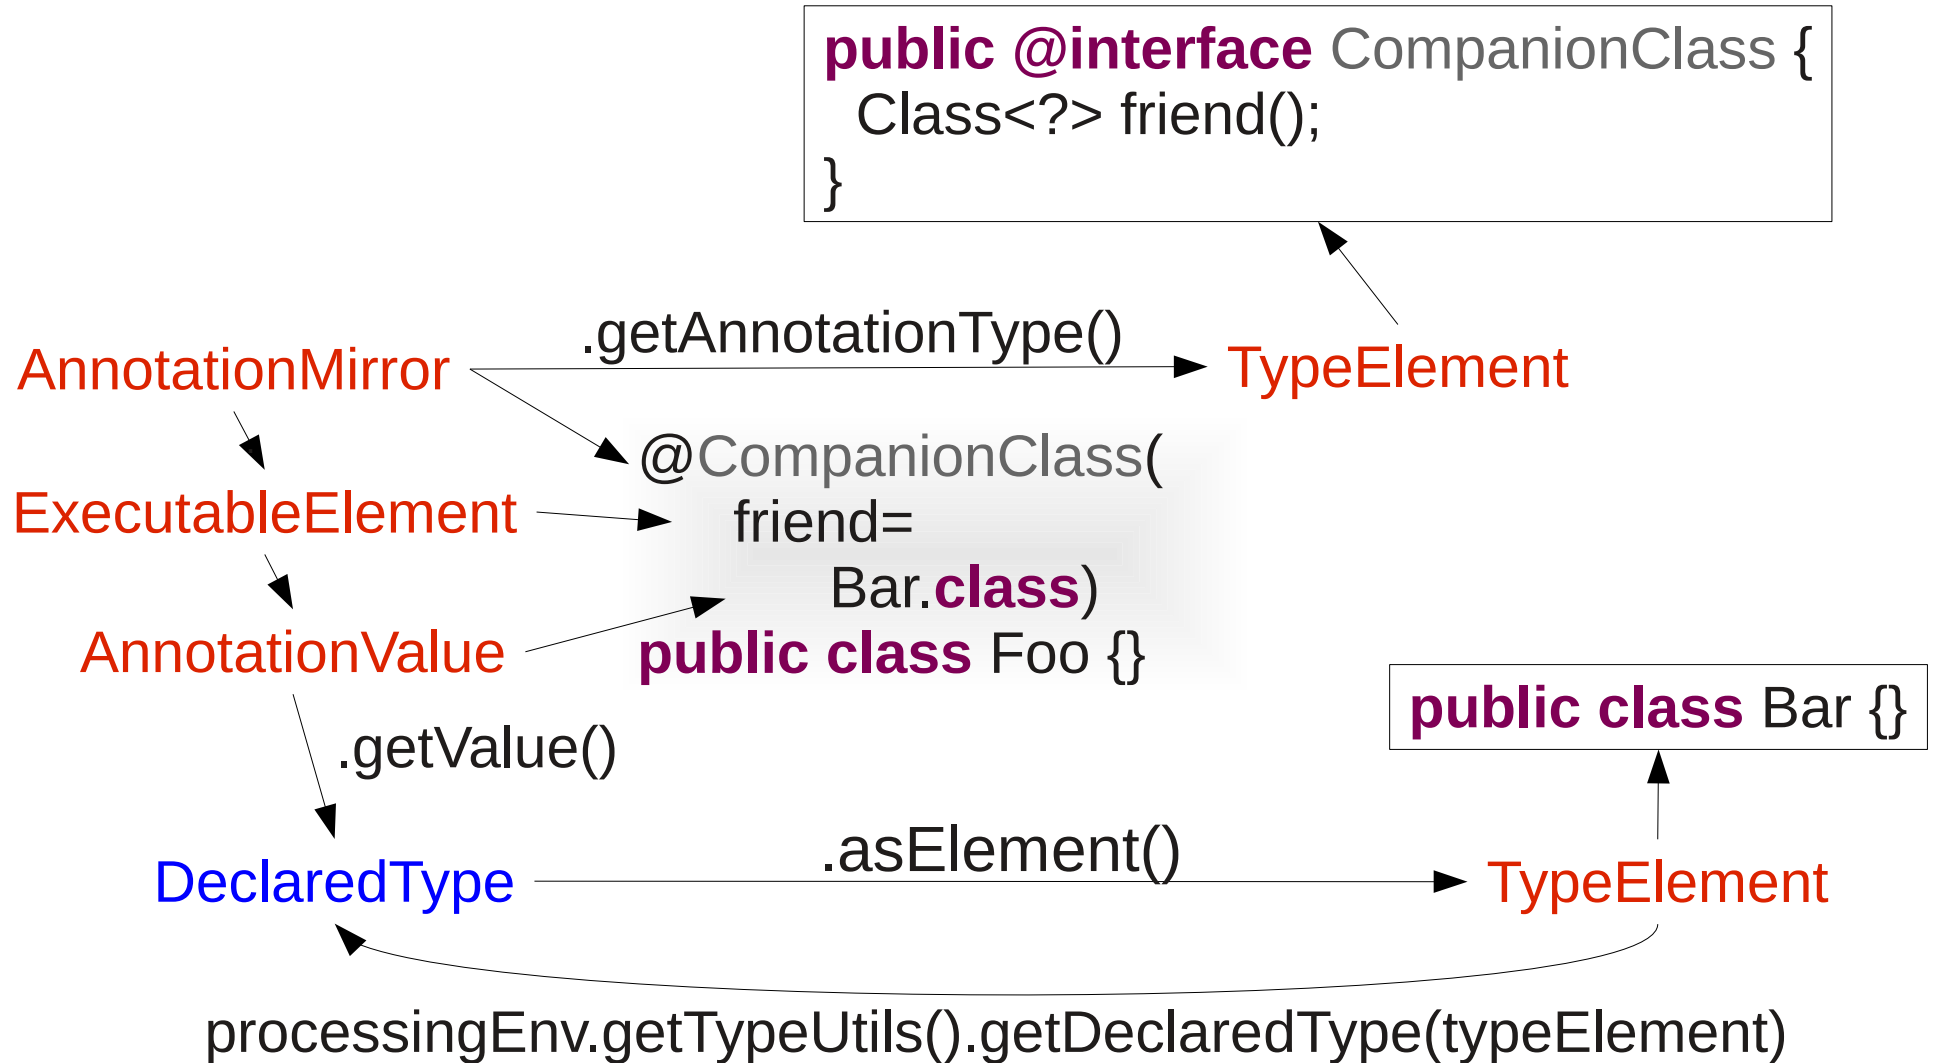 public @interface CompanionClass {
Class<?> friend();
}
.getAnnotationType()
AnnotationMirror
TypeElement
@CompanionClass(
ExecutableElement
friend=
Bar.class)
AnnotationValue
public class Foo {}
public class Bar {}
.getValue()
.asElement()
DeclaredType
TypeElement
processingEnv.getTypeUtils().getDeclaredType(typeElement)